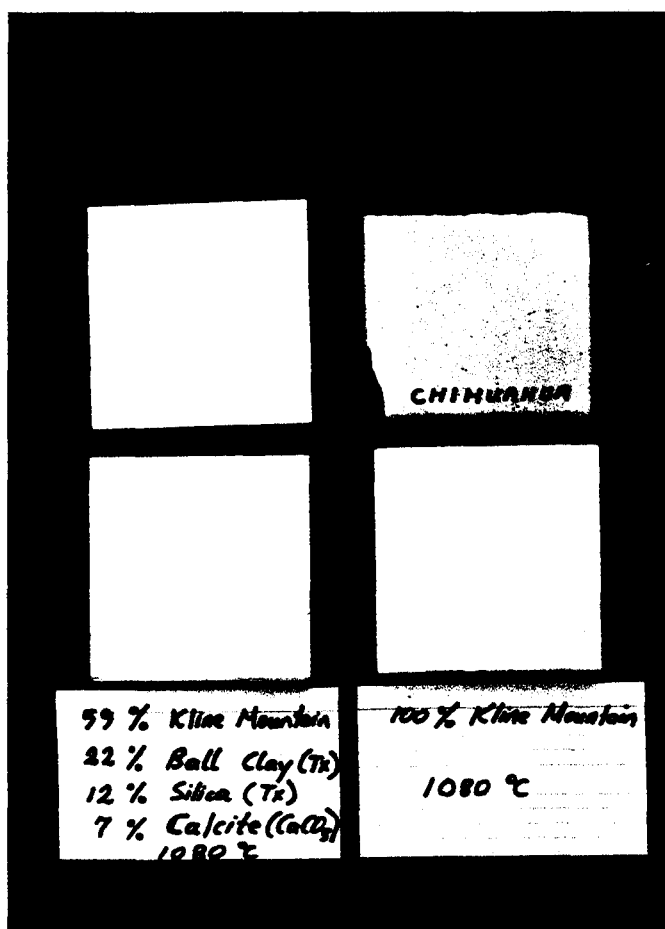 CHIHUAHUA
59 % Kline Mountain
22 % Ball Clay (Tx)
12 % Silica (Tx)
7 % Calcite (CaCO3)
1080 °C
100 % Kline Mountain
1080 °C